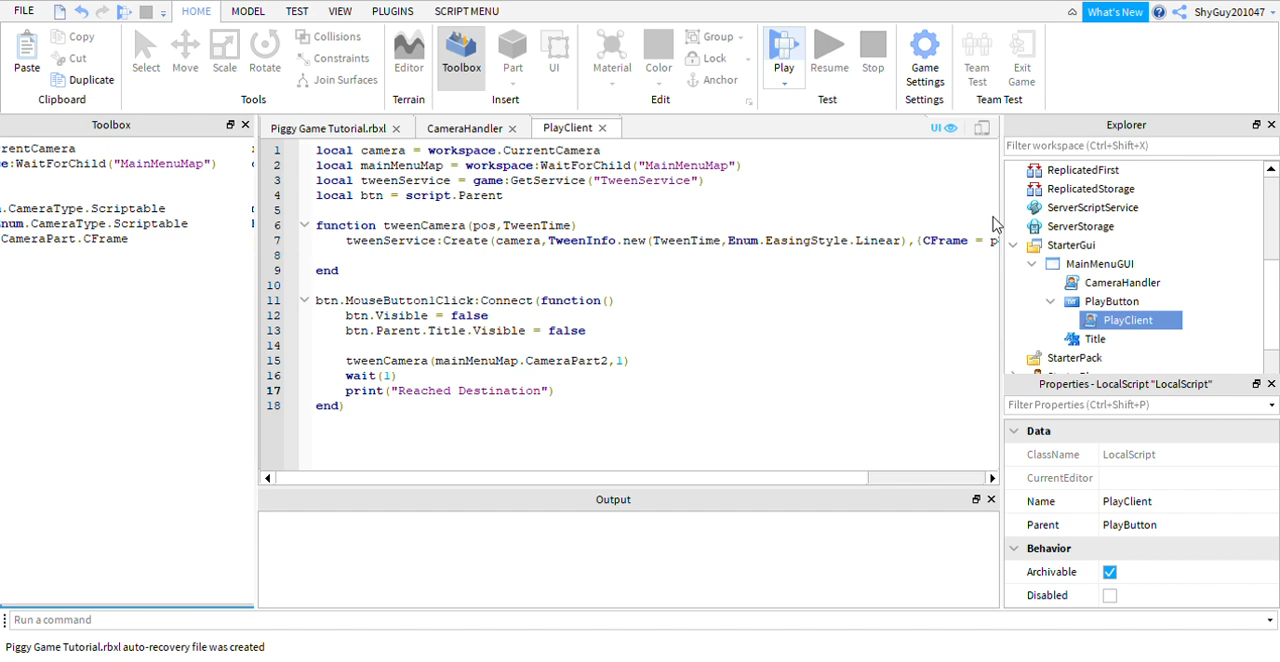 FILE HOME MODEL TEST VIEW PLUGINS SCRIPT MENU What's New ShyGuy201047
Copy
Cut
Duplicate
Paste
Clipboard
Select Move Scale Rotate
Collisions
Constraints
Join Surfaces
Tools
Editor
Terrain
Toolbox Part UI
Insert
Material Color
Group
Lock
Anchor
Edit
Play Resume Stop
Test
Game Settings
Settings
Team Test
Exit Game
Team Test
Toolbox
CurrentCamera
e:WaitForChild("MainMenuMap")
.CameraType.Scriptable
num.CameraType.Scriptable
CameraPart.CFrame
Piggy Game Tutorial.rbxl CameraHandler PlayClient UI
1 local camera = workspace.CurrentCamera
2 local mainMenuMap = workspace:WaitForChild("MainMenuMap")
3 local tweenService = game:GetService("TweenService")
4 local btn = script.Parent
5
6 function tweenCamera(pos,TweenTime)
7 tweenService:Create(camera,TweenInfo.new(TweenTime,Enum.EasingStyle.Linear),{CFrame = p
8
9 end
10
11 btn.MouseButton1Click:Connect(function()
12 btn.Visible = false
13 btn.Parent.Title.Visible = false
14
15 tweenCamera(mainMenuMap.CameraPart2,1)
16 wait(1)
17 print("Reached Destination")
18 end)
Output
Explorer
Filter workspace (Ctrl+Shift+X)
ReplicatedFirst
ReplicatedStorage
ServerScriptService
ServerStorage
StarterGui
MainMenuGUI
CameraHandler
PlayButton
PlayClient
Title
StarterPack
Properties - LocalScript "LocalScript"
Filter Properties (Ctrl+Shift+P)
Data
ClassName LocalScript
CurrentEditor
Name PlayClient
Parent PlayButton
Behavior
Archivable
Disabled
Run a command
Piggy Game Tutorial.rbxl auto-recovery file was created